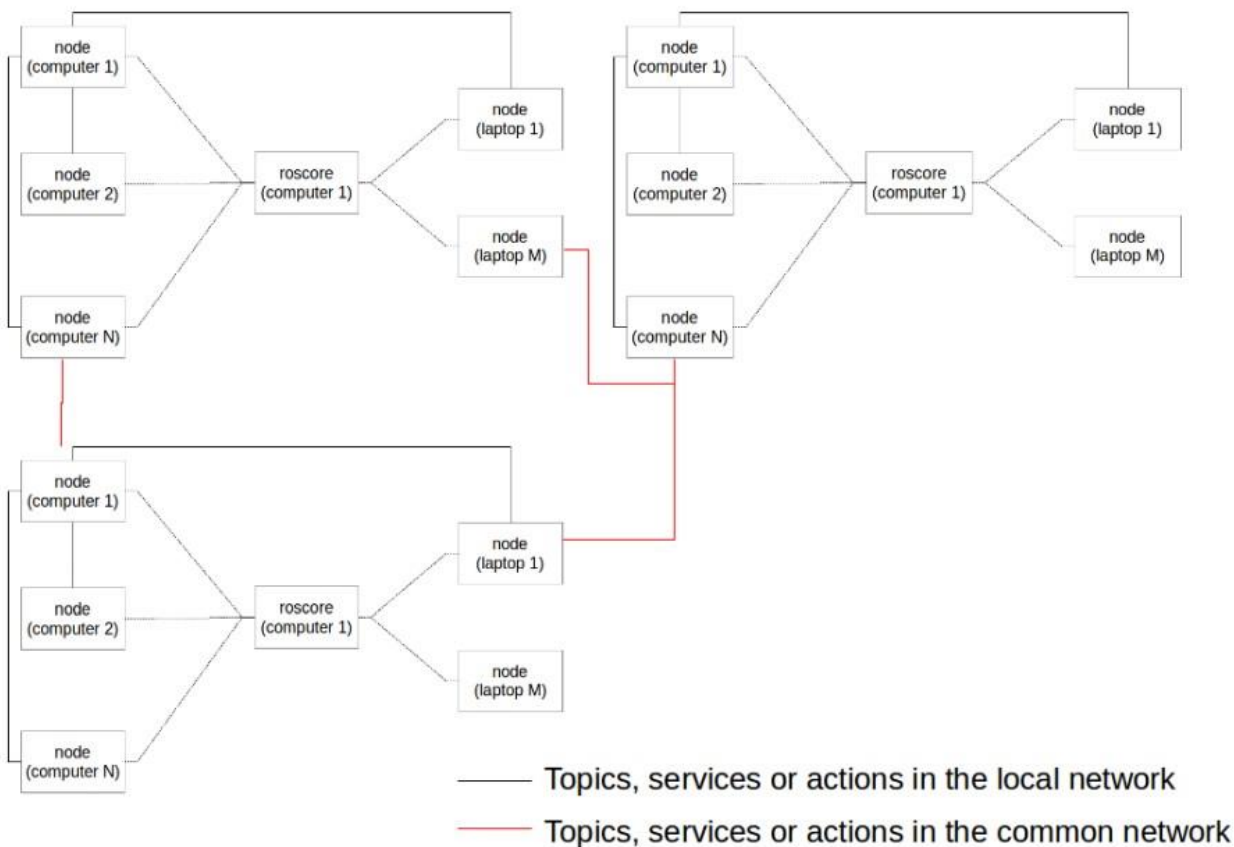 node
(computer 1)
node
(laptop 1)
node
(computer 2)
roscore
(computer 1)
node
(laptop M)
node
(computer N)
node
(computer 1)
node
(laptop 1)
node
(computer 2)
roscore
(computer 1)
node
(laptop M)
node
(computer N)
node
(computer 1)
node
(laptop 1)
node
(computer 2)
roscore
(computer 1)
node
(laptop M)
node
(computer N)
Topics, services or actions in the local network
Topics, services or actions in the common network